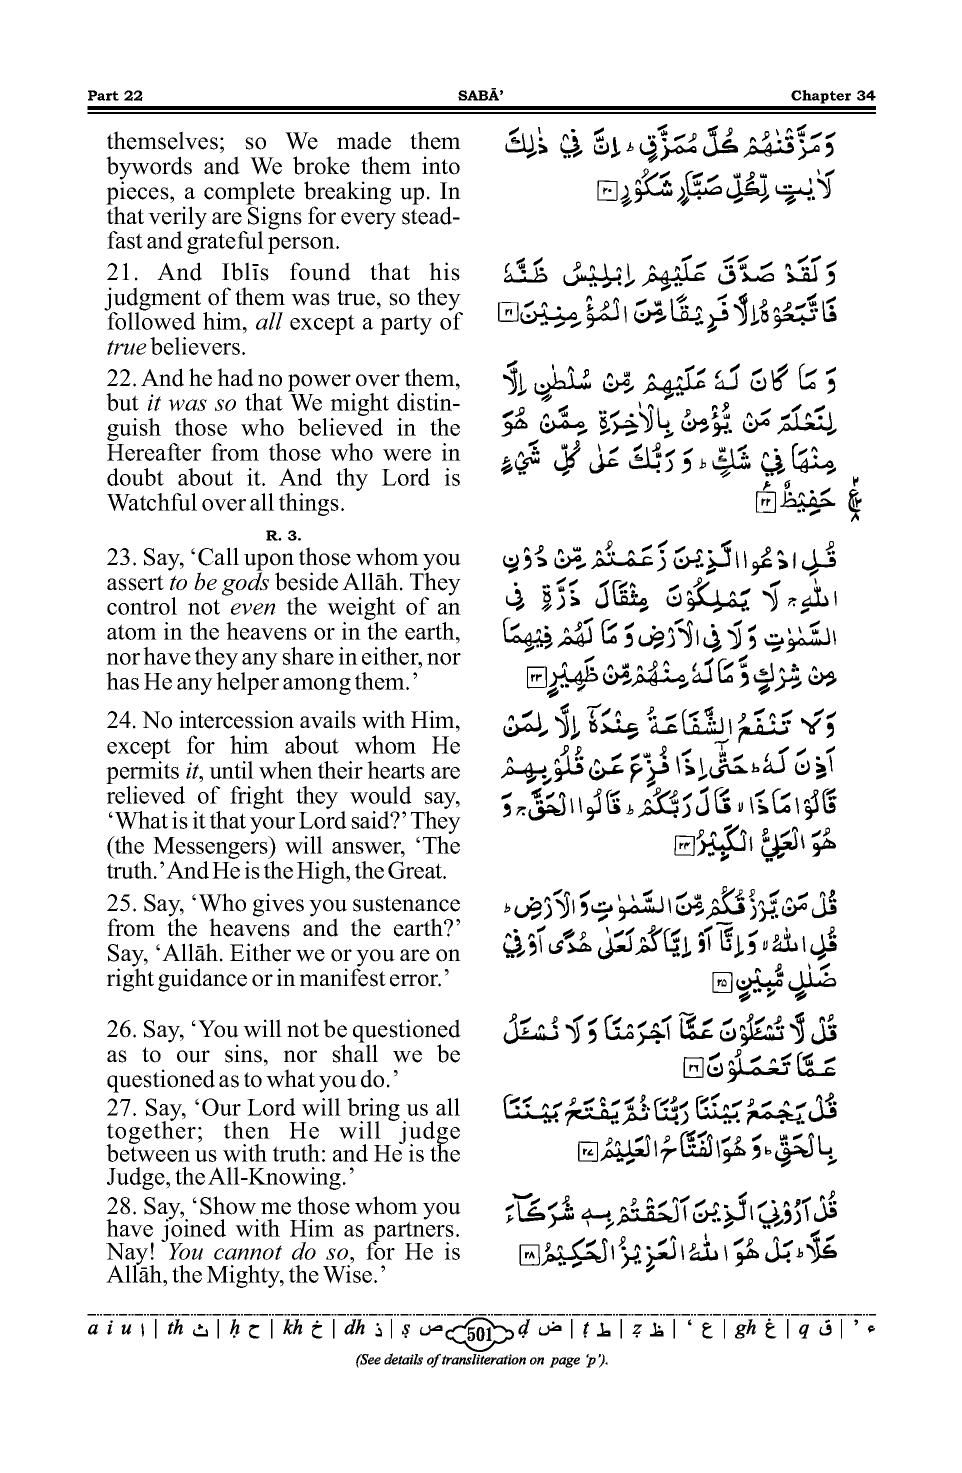 Part 22 SABĀ’ Chapter 34
themselves; so We made them
bywords and We broke them into
pieces, a complete breaking up. In
that verily are Signs for every stead-
fast and grateful person.
21. And Iblīs found that his
judgment of them was true, so they
followed him, all except a party of
true believers.
22. And he had no power over them,
but it was so that We might distin-
guish those who believed in the
Hereafter from those who were in
doubt about it. And thy Lord is
Watchful over all things.
R. 3.
23. Say, ‘Call upon those whom you
assert to be gods beside Allāh. They
control not even the weight of an
atom in the heavens or in the earth,
nor have they any share in either, nor
has He any helper among them.’
24. No intercession avails with Him,
except for him about whom He
permits it, until when their hearts are
relieved of fright they would say,
‘What is it that your Lord said?’ They
(the Messengers) will answer, ‘The
truth.’ And He is the High, the Great.
25. Say, ‘Who gives you sustenance
from the heavens and the earth?’
Say, ‘Allāh. Either we or you are on
right guidance or in manifest error.’
26. Say, ‘You will not be questioned
as to our sins, nor shall we be
questioned as to what you do.’
27. Say, ‘Our Lord will bring us all
together; then He will judge
between us with truth: and He is the
Judge, the All-Knowing.’
28. Say, ‘Show me those whom you
have joined with Him as partners.
Nay! You cannot do so, for He is
Allāh, the Mighty, the Wise.’
وَمَزَّقْنٰهُمْ كُلَّ مُمَزَّقٍ ؕ اِنَّ فِيْ ذٰلِكَ
لَاٰيٰتٍ لِّكُلِّ صَبَّارٍ شَكُوْرٍ ۲۰
وَ لَقَدْ صَدَّقَ عَلَيْهِمْ اِبْلِيْسُ ظَنَّهٗ
فَاتَّبَعُوْهُ اِلَّا فَرِيْقًا مِّنَ الْمُؤْمِنِيْنَ ۲۱
وَ مَا كَانَ لَهٗ عَلَيْهِمْ مِّنْ سُلْطٰنٍ اِلَّا
لِنَعْلَمَ مَنْ يُّؤْمِنُ بِالْاٰخِرَةِ مِمَّنْ هُوَ
مِنْهَا فِيْ شَكٍّ ؕ وَ رَبُّكَ عَلٰى كُلِّ شَيْءٍ
حَفِيْظٌ ۲۲
قُلِ ادْعُوا الَّذِيْنَ زَعَمْتُمْ مِّنْ دُوْنِ
اللّٰهِ ۚ لَا يَمْلِكُوْنَ مِثْقَالَ ذَرَّةٍ فِى
السَّمٰوٰتِ وَ لَا فِى الْاَرْضِ وَ مَا لَهُمْ فِيْهِمَا
مِنْ شِرْكٍ وَّ مَا لَهٗ مِنْهُمْ مِّنْ ظَهِيْرٍ ۲۳
وَ لَا تَنْفَعُ الشَّفَاعَةُ عِنْدَهٗۤ اِلَّا لِمَنْ
اَذِنَ لَهٗ ؕ حَتّٰۤى اِذَا فُزِّعَ عَنْ قُلُوْبِهِمْ
قَالُوْا مَا ذَا ۙ قَالَ رَبُّكُمْ ؕ قَالُوا الْحَقَّ ۚ وَ
هُوَ الْعَلِيُّ الْكَبِيْرُ ۲۴
قُلْ مَنْ يَّرْزُقُكُمْ مِّنَ السَّمٰوٰتِ وَ الْاَرْضِ ؕ
قُلِ اللّٰهُ ۙ وَ اِنَّاۤ اَوْ اِيَّاكُمْ لَعَلٰى هُدًى اَوْ فِيْ
ضَلٰلٍ مُّبِيْنٍ ۲۵
قُلْ لَّا تُسْـَٔلُوْنَ عَمَّاۤ اَجْرَمْنَا وَ لَا نُسْـَٔلُ
عَمَّا تَعْمَلُوْنَ ۲۶
قُلْ يَجْمَعُ بَيْنَنَا رَبُّنَا ثُمَّ يَفْتَحُ بَيْنَنَا
بِالْحَقِّ ؕ وَ هُوَ الْفَتَّاحُ الْعَلِيْمُ ۲۷
قُلْ اَرُوْنِيَ الَّذِيْنَ اَلْحَقْتُمْ بِهٖ شُرَكَآءَ
كَلَّا ؕ بَلْ هُوَ اللّٰهُ الْعَزِيْزُ الْحَكِيْمُ ۲۸
a i u ا | th ث | ḥ ح | kh خ | dh ذ | ṣ ص 501 ḍ ض | ṭ ط | ẓ ظ | ‘ ع | gh غ | q ق | ’ ء
(See details of transliteration on page ‘p’).